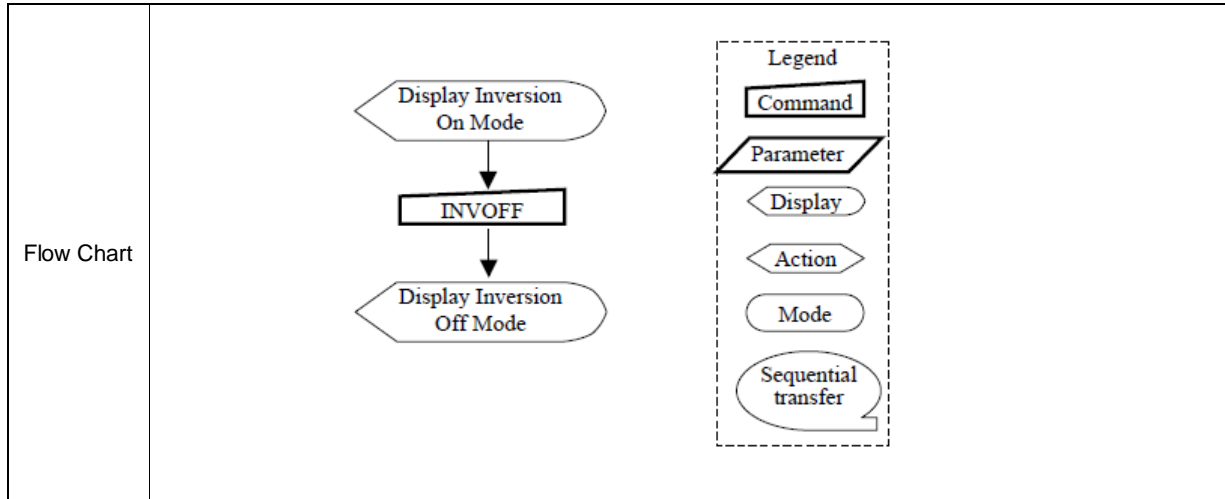 Flow Chart
Display Inversion
On Mode
INVOFF
Display Inversion
Off Mode
Legend
Command
Parameter
Display
Action
Mode
Sequential
transfer